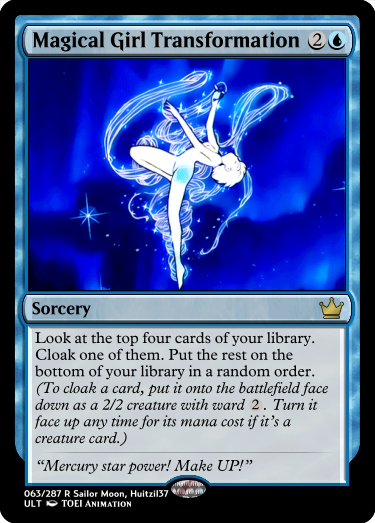 Magical Girl Transformation 2
Sorcery
Look at the top four cards of your library.
Cloak one of them. Put the rest on the
bottom of your library in a random order.
(To cloak a card, put it onto the battlefield face
down as a 2/2 creature with ward 2 . Turn it
face up any time for its mana cost if it's a
creature card.)
“Mercury star power! Make UP!”
063/287 R Sailor Moon, Huitzil37
ULT TOEI ANIMATION